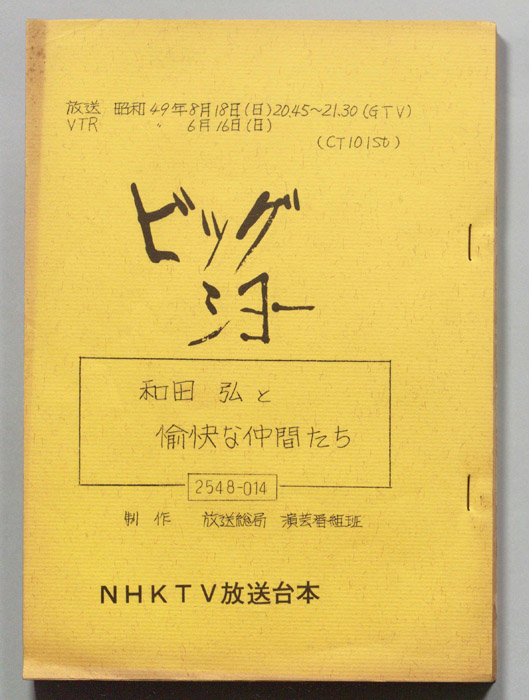 放送 昭和49年8月18日(日)20.45~21.30(GTV)
VTR 〃 6月16日(日)
(CT10150)
ビッグ
ショー
和田 弘と
愉快な仲間たち
2548-014
制作 放送総局 演芸番組班
NHKTV放送台本